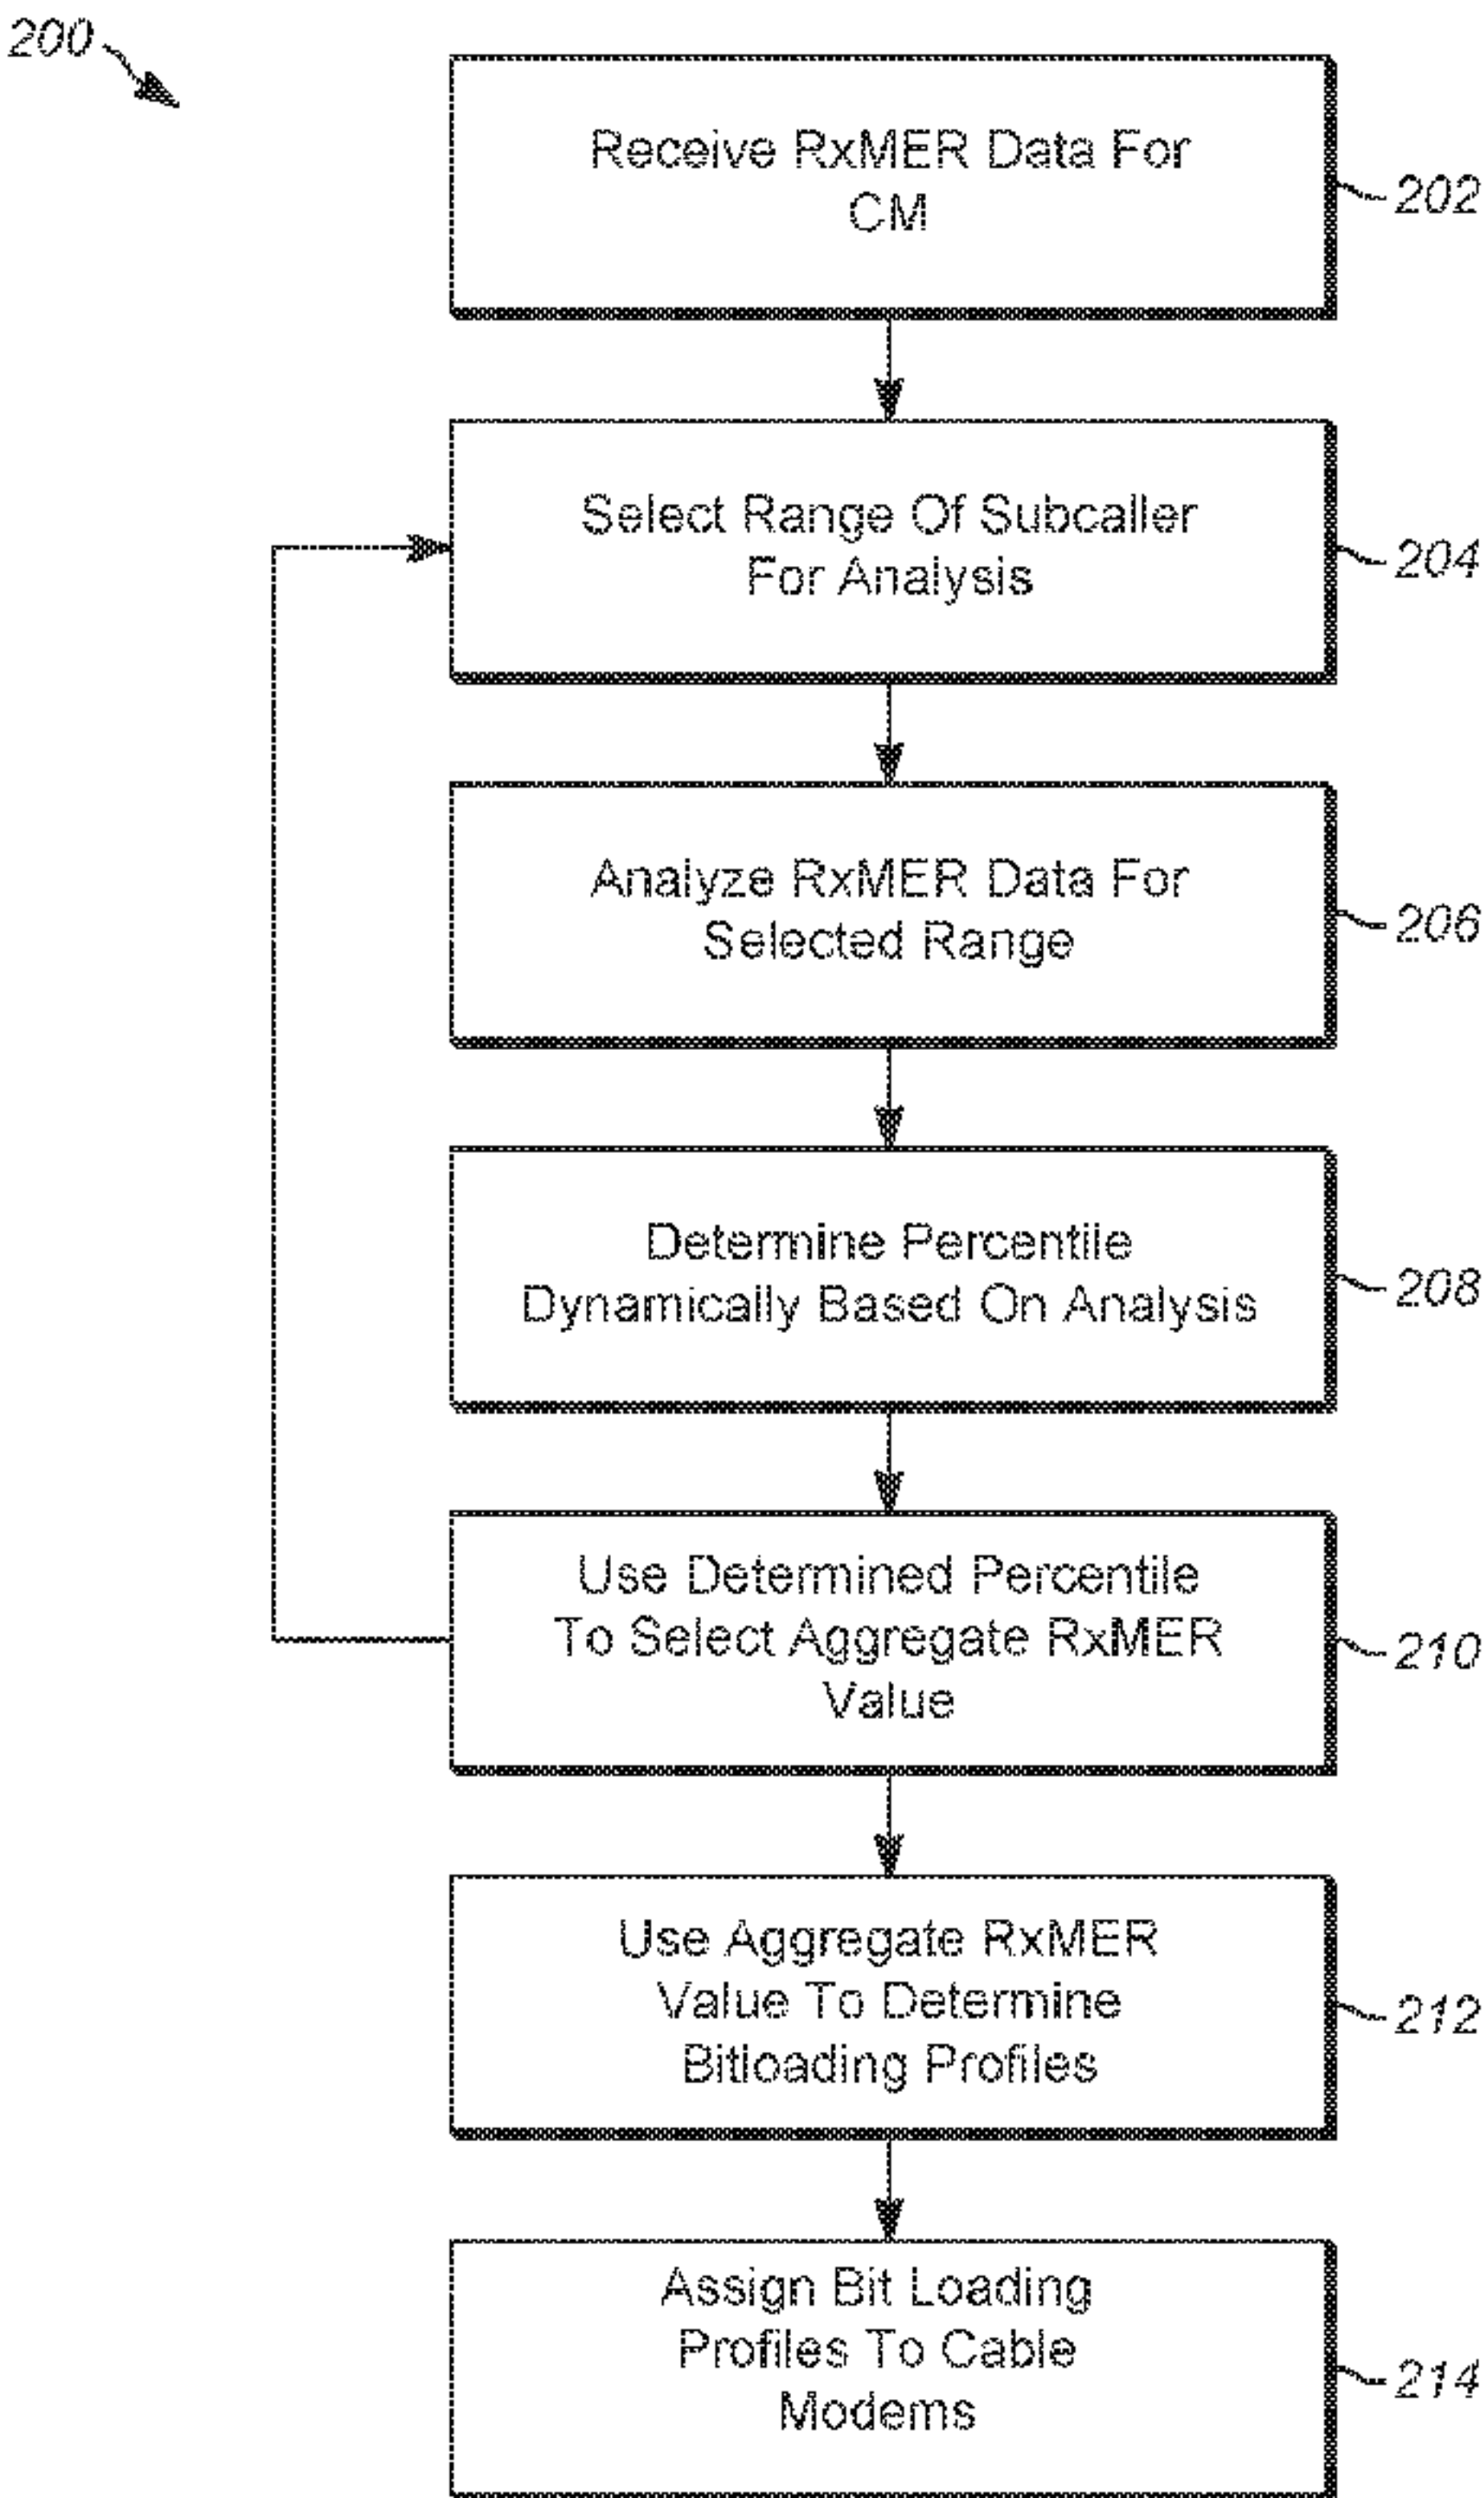 200
Receive RxMER Data For
CM
202
Select Range Of Subcaller
For Analysis
204
Analyze RxMER Data For
Selected Range
206
Determine Percentile
Dynamically Based On Analysis
208
Use Determined Percentile
To Select Aggregate RxMER
Value
210
Use Aggregate RxMER
Value To Determine
Bitloading Profiles
212
Assign Bit Loading
Profiles To Cable
Modems
214